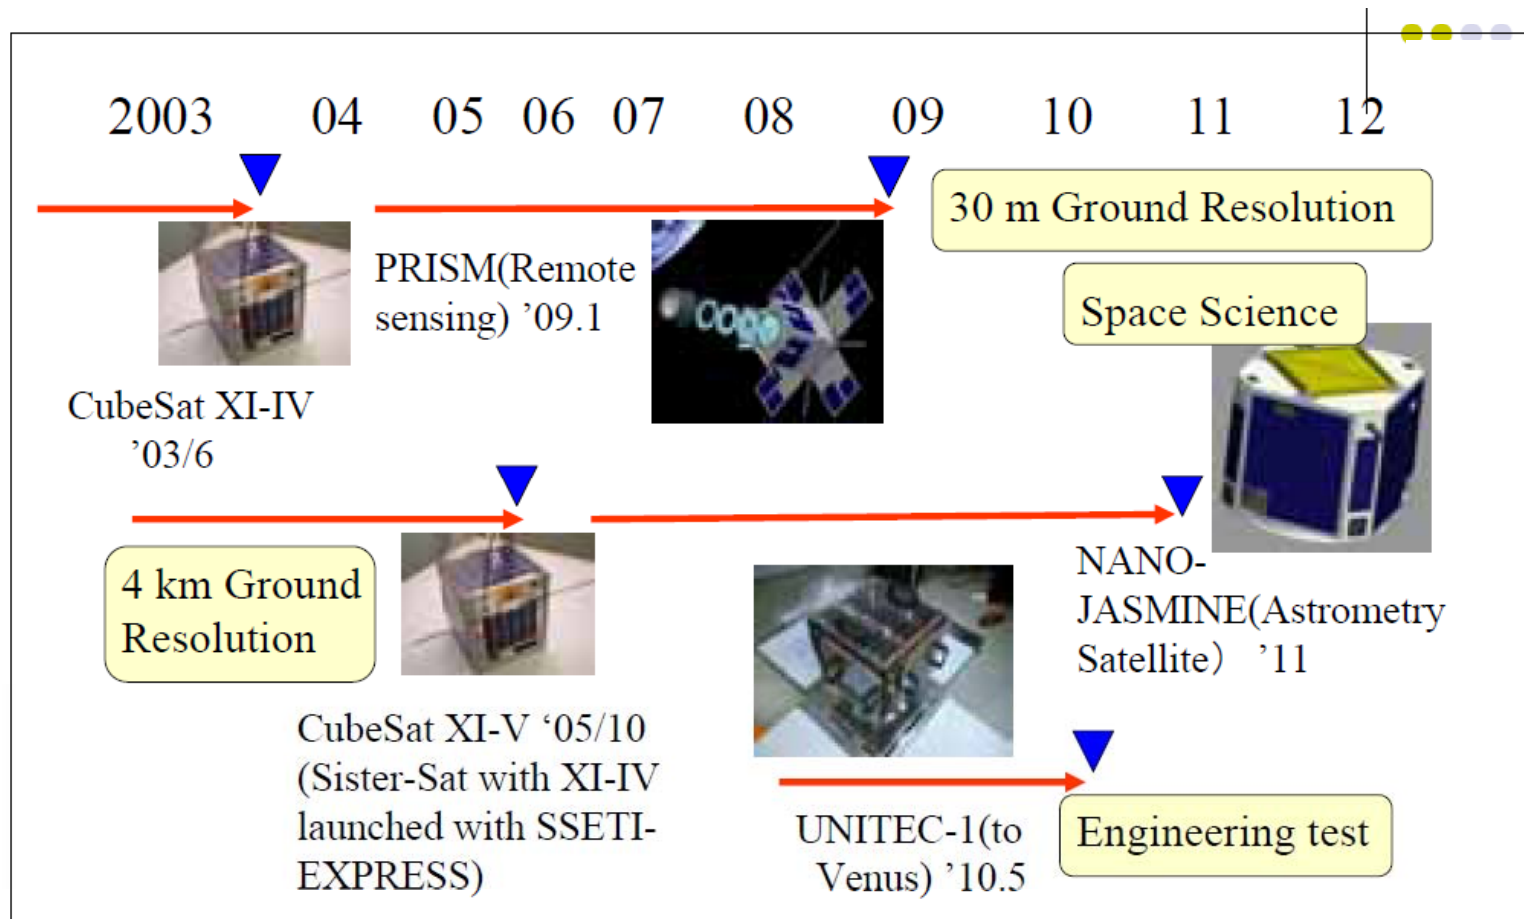 2003 04 05 06 07 08 09 10 11 12
30 m Ground Resolution
PRISM(Remote
sensing) ’09.1
Space Science
CubeSat XI-IV
’03/6
4 km Ground
Resolution
NANO-
JASMINE(Astrometry
Satellite） ’11
CubeSat XI-V ‘05/10
(Sister-Sat with XI-IV
launched with SSETI-
EXPRESS)
UNITEC-1(to
Venus) ’10.5
Engineering test